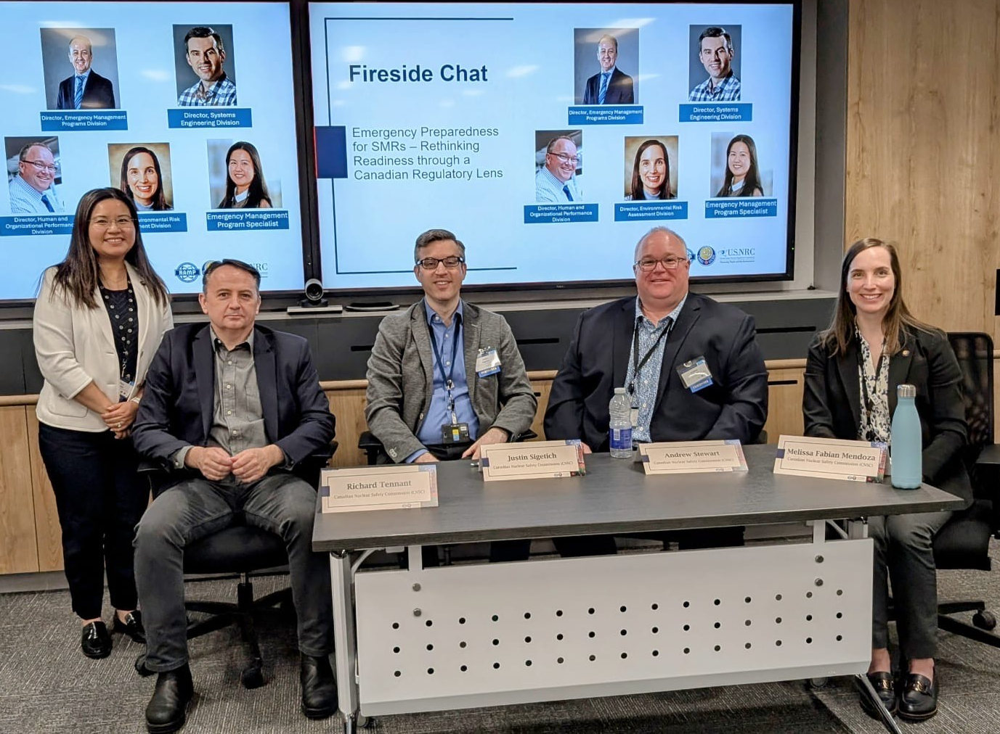 Director, Emergency Management
Programs Division
Director, Systems
Engineering Division
Director, Human and
Organizational Performance
Division
vironmental Risk
ment Division
Emergency Management
Program Specialist
RAMP
NRC
Fireside Chat
Emergency Preparedness
for SMRs – Rethinking
Readiness through a
Canadian Regulatory Lens
Director, Emergency Management
Programs Division
Director, Systems
Engineering Division
Director, Human and
Organizational Performance
Division
Director, Environmental Risk
Assessment Division
Emergency Management
Program Specialist
U.S.NRC
Richard Tennant
Canadian Nuclear Safety Commission (CNSC)
Justin Sigetich
Canadian Nuclear Safety Commission (CNSC)
Andrew Stewart
Canadian Nuclear Safety Commission (CNSC)
Melissa Fabian Mendoza
Canadian Nuclear Safety Commission (CNSC)